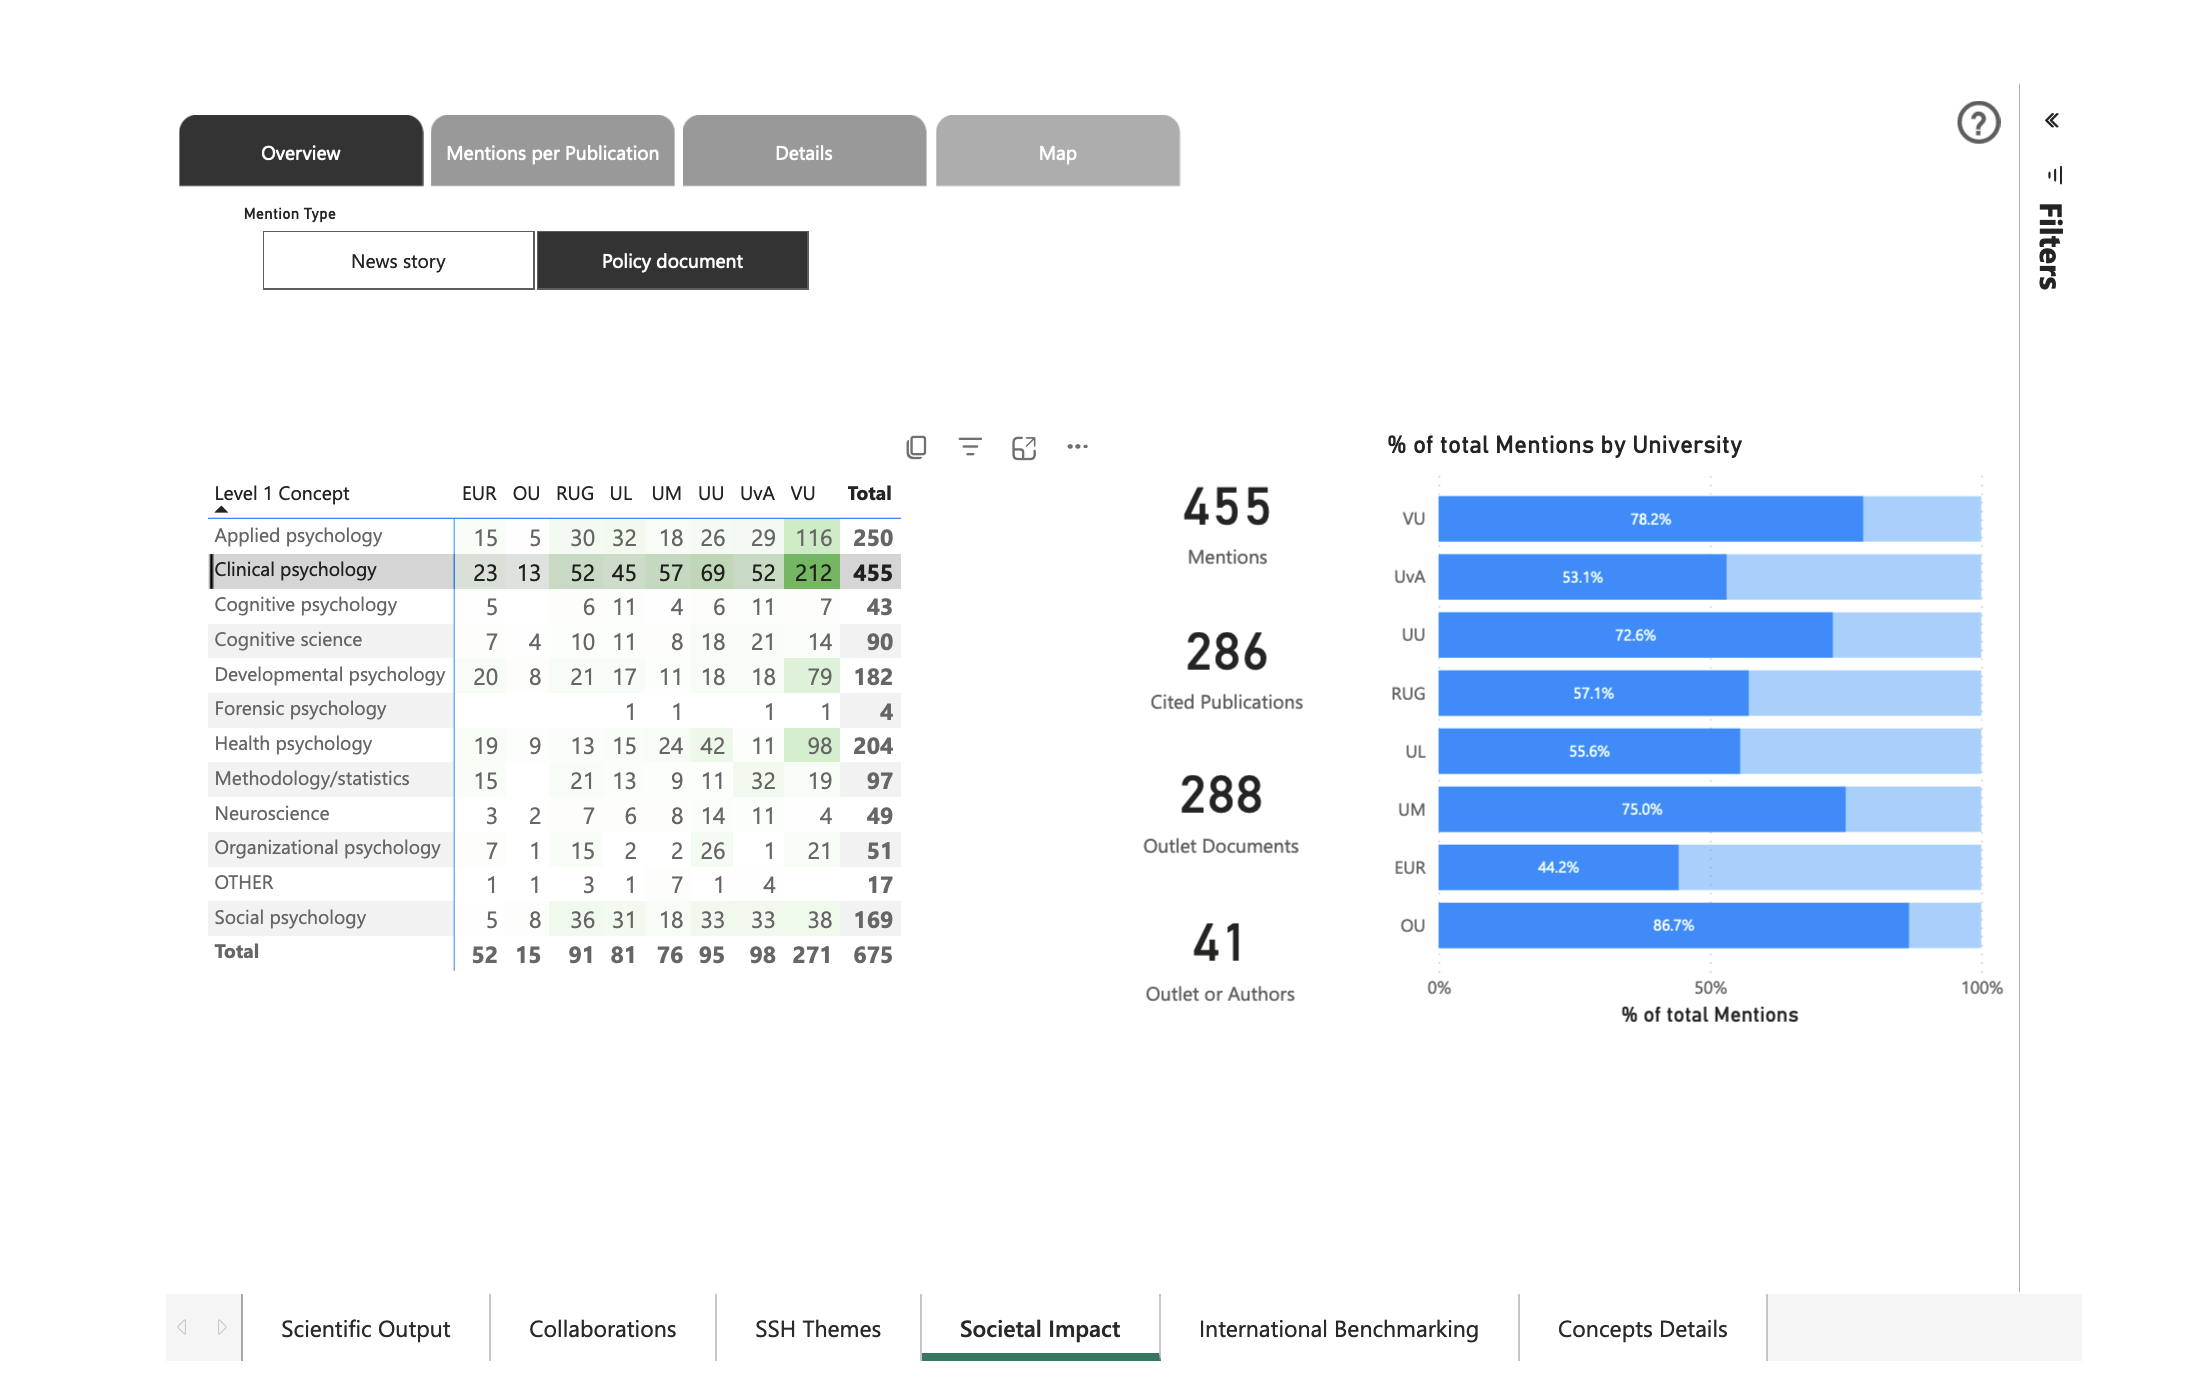 Overview Mentions per Publication Details Map
?
Filters
Mention Type
News story Policy document
Level 1 Concept EUR OU RUG UL UM UU UvA VU Total
Applied psychology 15 5 30 32 18 26 29 116 250
Clinical psychology 23 13 52 45 57 69 52 212 455
Cognitive psychology 5 6 11 4 6 11 7 43
Cognitive science 7 4 10 11 8 18 21 14 90
Developmental psychology 20 8 21 17 11 18 18 79 182
Forensic psychology 1 1 1 1 4
Health psychology 19 9 13 15 24 42 11 98 204
Methodology/statistics 15 21 13 9 11 32 19 97
Neuroscience 3 2 7 6 8 14 11 4 49
Organizational psychology 7 1 15 2 2 26 1 21 51
OTHER 1 1 3 1 7 1 4 17
Social psychology 5 8 36 31 18 33 33 38 169
Total 52 15 91 81 76 95 98 271 675
455
Mentions
286
Cited Publications
288
Outlet Documents
41
Outlet or Authors
% of total Mentions by University
VU 78.2%
UvA 53.1%
UU 72.6%
RUG 57.1%
UL 55.6%
UM 75.0%
EUR 44.2%
OU 86.7%
0% 50% 100%
% of total Mentions
Scientific Output Collaborations SSH Themes Societal Impact International Benchmarking Concepts Details